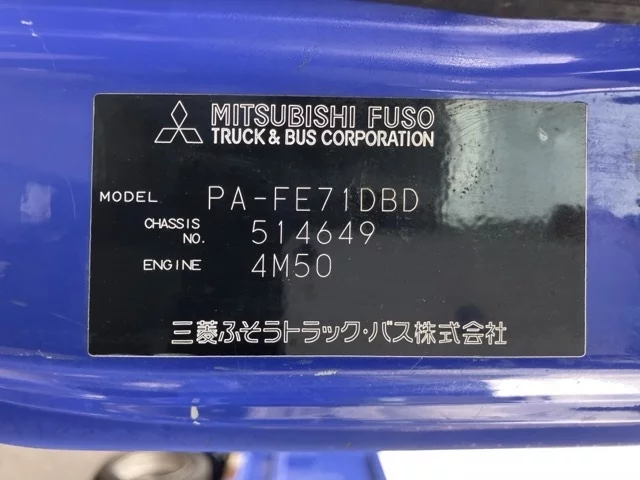 MITSUBISHI FUSO
TRUCK & BUS CORPORATION
MODEL PA-FE71DBD
CHASSIS NO. 514649
ENGINE 4M50
三菱ふそうトラック・バス株式会社